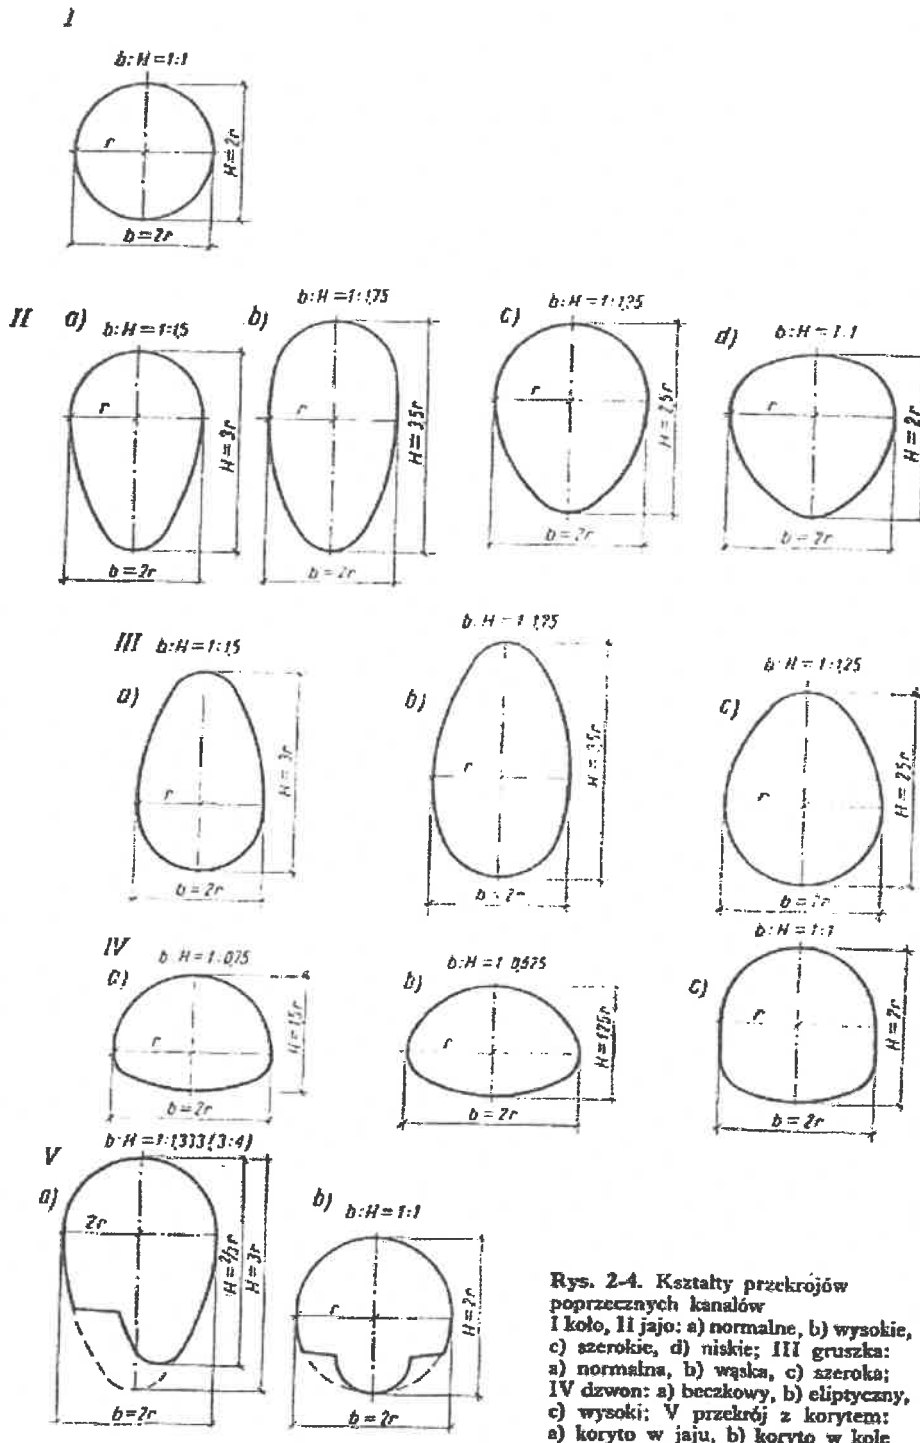 I
b:H=1:1
r
H=2r
b=2r
II
a)
b:H=1:1,5
r
H=3r
b=2r
b)
b:H=1:1,75
r
H=3,5r
b=2r
c)
b:H=1:1,25
r
H=2,5r
b=2r
d)
b:H=1:1
r
H=2r
b=2r
III
b:H=1:1,5
a)
r
H=3r
b=2r
b:H=1:1,75
b)
r
H=3,5r
b=2r
b:H=1:1,25
c)
r
H=2,5r
b=2r
IV
b:H=1:0,75
a)
r
H=1,5r
b=2r
b:H=1:0,575
b)
r
H=1,25r
b=2r
b:H=1:1
c)
r
H=2r
b=2r
V
b:H=1:1,333(3:4)
a)
2r
H=3r
b=2r
b)
b:H=1:1
r
H=2r
b=2r
Rys. 2-4. Kształty przekrojów
poprzecznych kanałów
I koło, II jajo: a) normalne, b) wysokie,
c) szerokie, d) niskie; III gruszka:
a) normalna, b) wąska, c) szeroka;
IV dzwon: a) beczkowy, b) eliptyczny,
c) wysoki; V przekrój z korytem:
a) koryto w jaju, b) koryto w kole